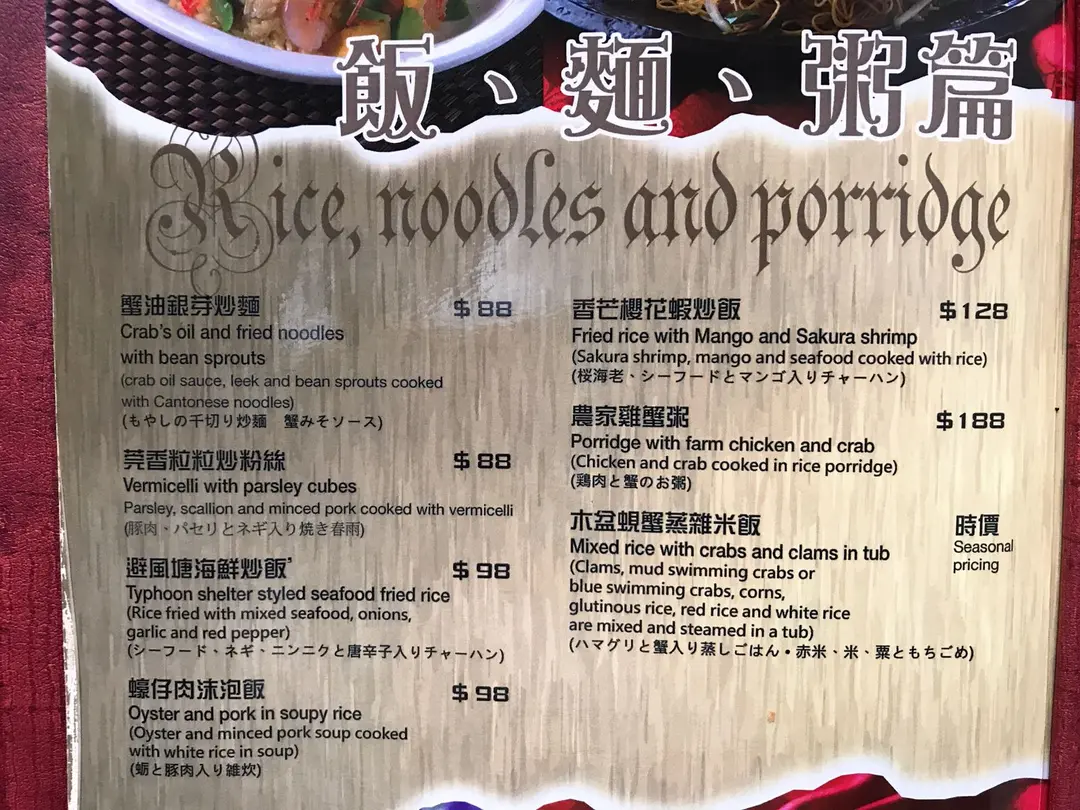 飯、麵、粥篇
Rice, noodles and porridge
蟹油銀芽炒麵 $88
Crab's oil and fried noodles
with bean sprouts
(crab oil sauce, leek and bean sprouts cooked
with Cantonese noodles)
(もやしの千切り炒麺　蟹みそソース)
莞香粒粒炒粉絲 $88
Vermicelli with parsley cubes
Parsley, scallion and minced pork cooked with vermicelli
(豚肉、パセリとネギ入り焼き春雨)
避風塘海鮮炒飯' $98
Typhoon shelter styled seafood fried rice
(Rice fried with mixed seafood, onions,
garlic and red pepper)
(シーフード、ネギ、ニンニクと唐辛子入りチャーハン)
蠔仔肉沫泡飯 $98
Oyster and pork in soupy rice
(Oyster and minced pork soup cooked
with white rice in soup)
(蛎と豚肉入り雑炊)
香芒櫻花蝦炒飯 $128
Fried rice with Mango and Sakura shrimp
(Sakura shrimp, mango and seafood cooked with rice)
(桜海老、シーフードとマンゴ入りチャーハン)
農家雞蟹粥 $188
Porridge with farm chicken and crab
(Chicken and crab cooked in rice porridge)
(鶏肉と蟹のお粥)
木盆蜆蟹蒸雜米飯 時價
Mixed rice with crabs and clams in tub Seasonal
pricing
(Clams, mud swimming crabs or
blue swimming crabs, corns,
glutinous rice, red rice and white rice
are mixed and steamed in a tub)
(ハマグリと蟹入り蒸しごはん・赤米、米、粟ともちごめ)